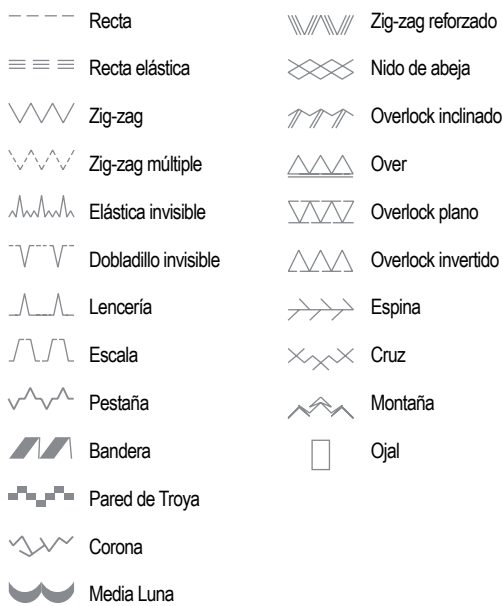 Recta
Recta elástica
Zig-zag
Zig-zag múltiple
Elástica invisible
Dobladillo invisible
Lencería
Escala
Pestaña
Bandera
Pared de Troya
Corona
Media Luna
Zig-zag reforzado
Nido de abeja
Overlock inclinado
Over
Overlock plano
Overlock invertido
Espina
Cruz
Montaña
Ojal